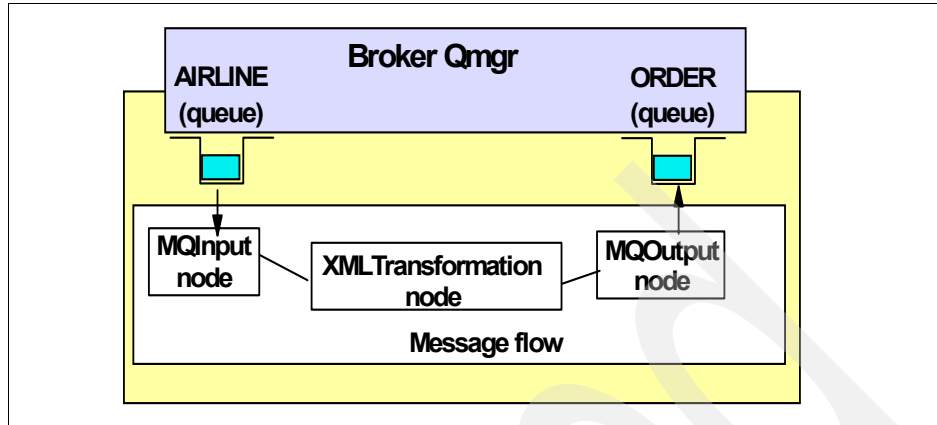 Broker Qmgr
AIRLINE
(queue)
ORDER
(queue)
MQInput
node
XMLTransformation
node
MQOutput
node
Message flow